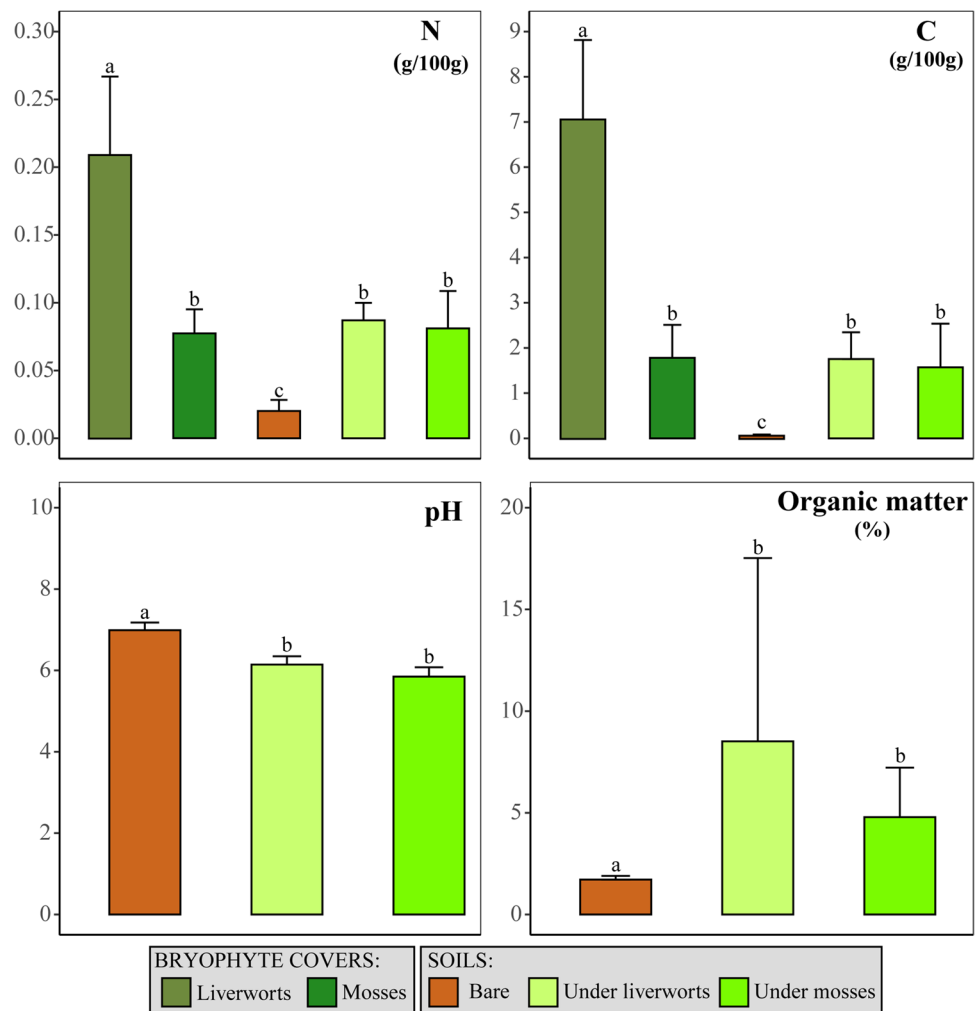 N
(g/100g)
0.30
0.25
0.20
0.15
0.10
0.05
0.00
a
b
c
b
b
C
(g/100g)
9
8
7
6
5
4
3
2
1
0
a
b
c
b
b
pH
10
8
6
4
2
0
a
b
b
Organic matter
(%)
20
15
10
5
0
a
b
b
BRYOPHYTE COVERS:
Liverworts Mosses
SOILS:
Bare Under liverworts Under mosses